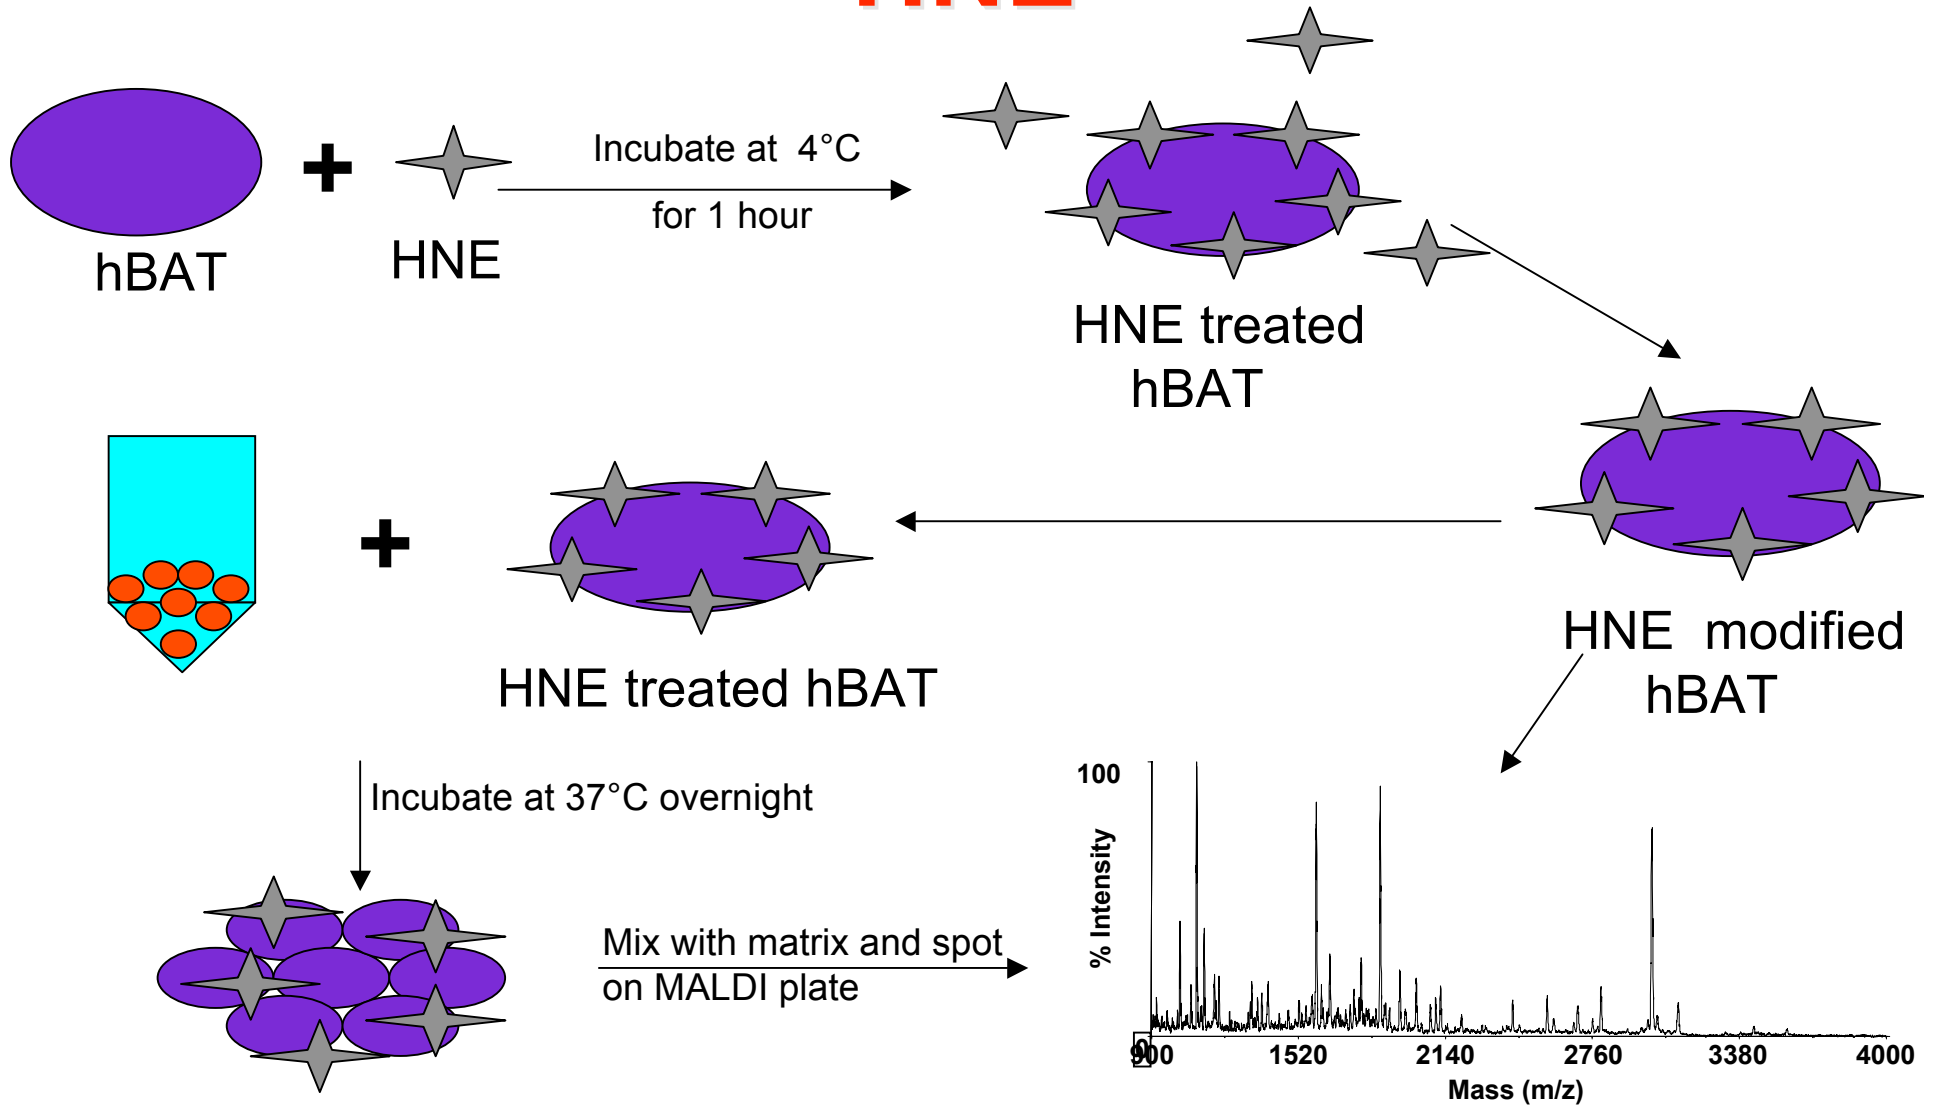 HNE
Incubate at 4°C
for 1 hour
hBAT
HNE
HNE treated
hBAT
HNE modified
hBAT
HNE treated hBAT
Incubate at 37°C overnight
Mix with matrix and spot
on MALDI plate
100
% Intensity
0
900
1520
2140
2760
3380
4000
Mass (m/z)